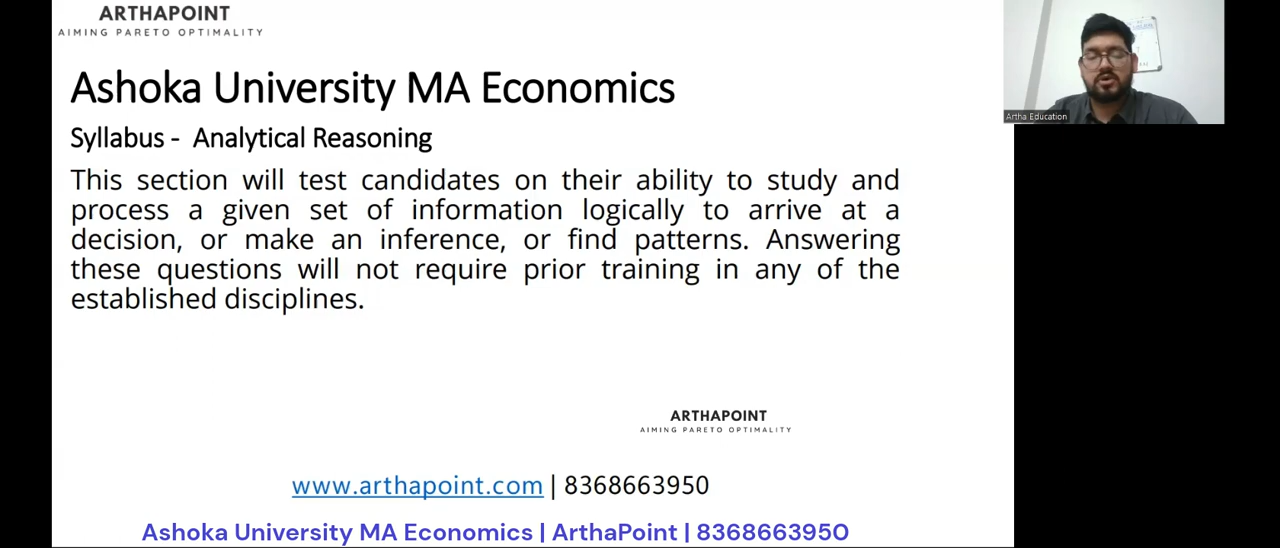 ARTHAPOINT
AIMING PARETO OPTIMALITY
Ashoka University MA Economics
Syllabus - Analytical Reasoning
This section will test candidates on their ability to study and
process a given set of information logically to arrive at a
decision, or make an inference, or find patterns. Answering
these questions will not require prior training in any of the
established disciplines.
ARTHAPOINT
AIMING PARETO OPTIMALITY
www.arthapoint.com | 8368663950
Ashoka University MA Economics | ArthaPoint | 8368663950
Artha Education